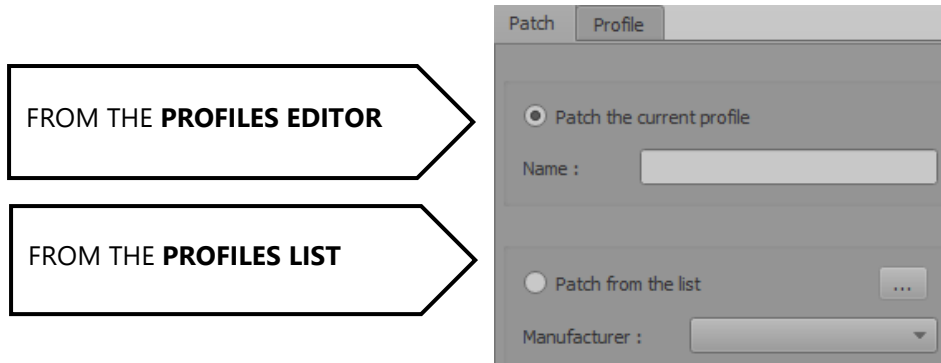 Patch Profile
FROM THE PROFILES EDITOR
Patch the current profile
Name :
FROM THE PROFILES LIST
Patch from the list ...
Manufacturer :